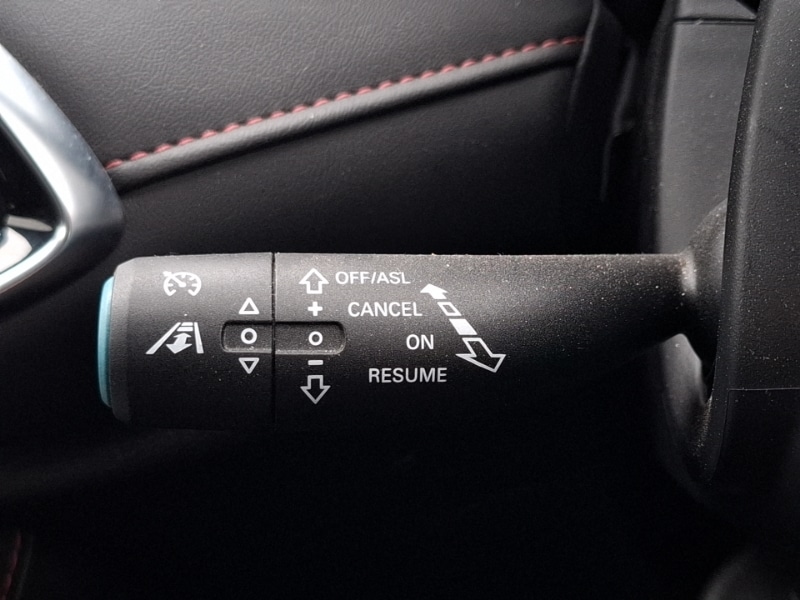 OFF/ASL
+ CANCEL
ON
-
RESUME